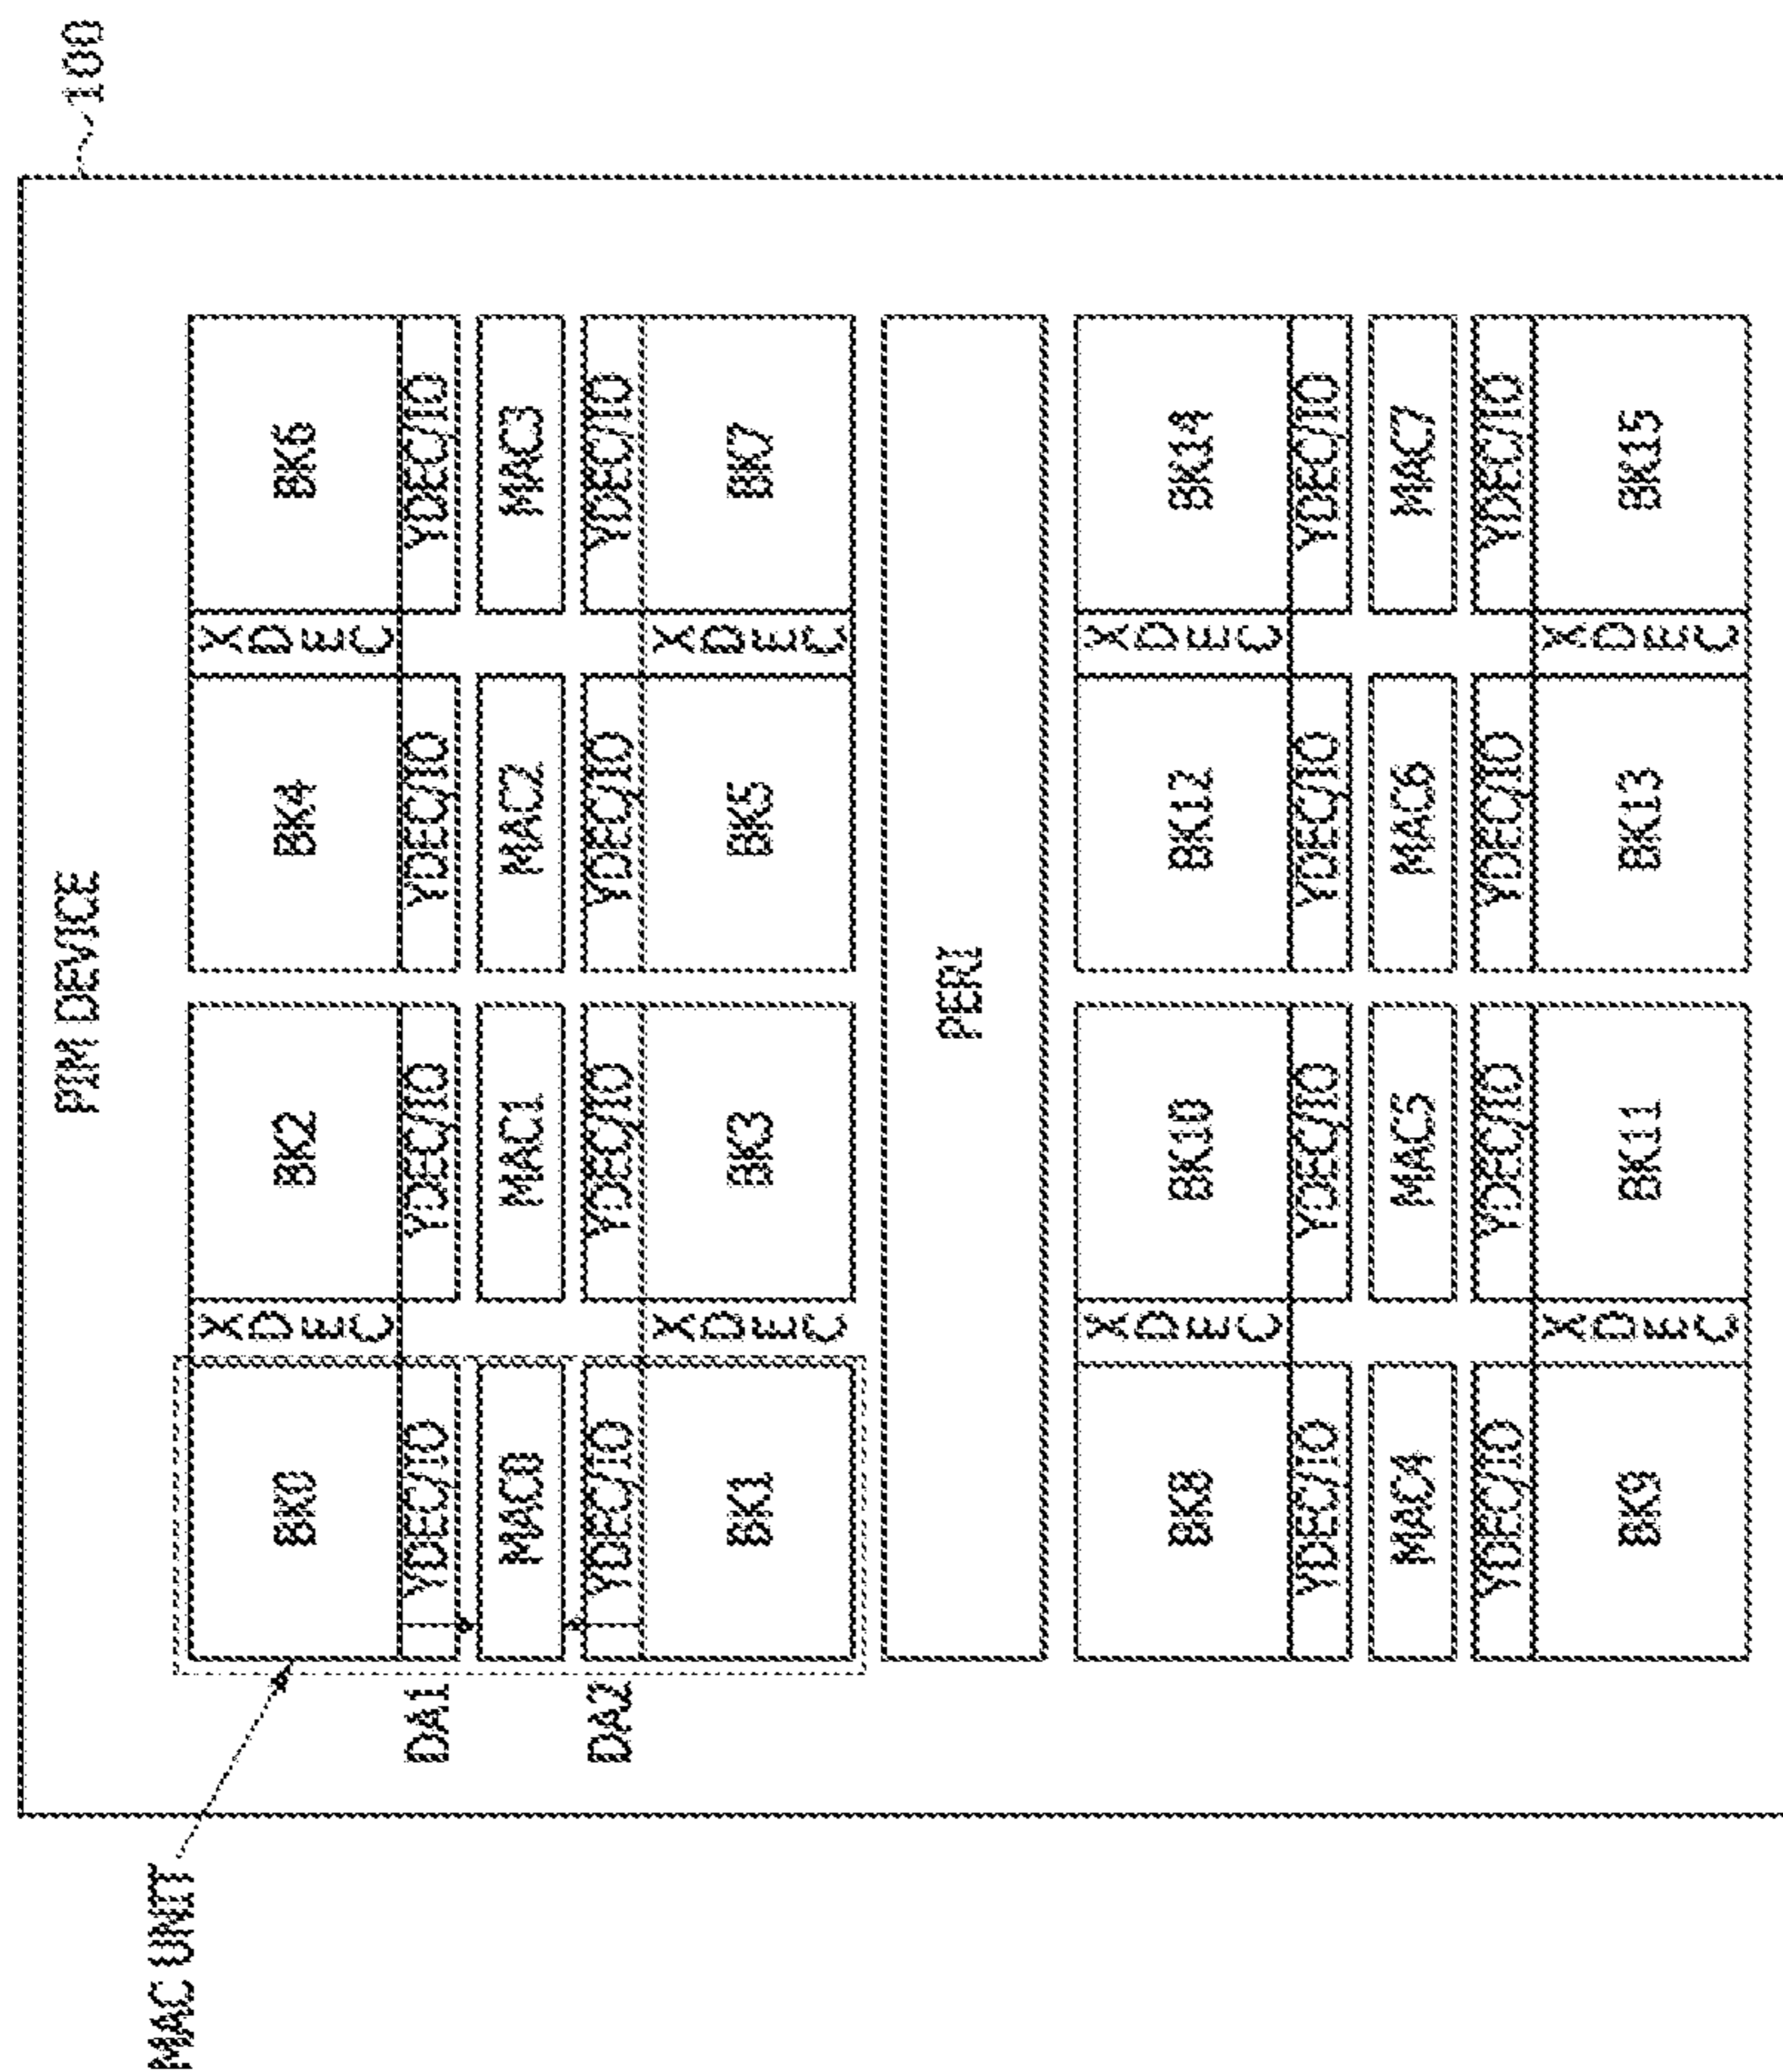 100
PIM DEVICE
MAC UNIT
BK0 XDEC BK2 BK4 XDEC BK6
DA1 YDEC/IO YDEC/IO YDEC/IO YDEC/IO
MAC0 MAC1 MAC2 MAC3
DA2 YDEC/IO YDEC/IO YDEC/IO YDEC/IO
BK1 XDEC BK3 BK5 XDEC BK7
PERI
BK8 XDEC BK10 BK12 XDEC BK14
YDEC/IO YDEC/IO YDEC/IO YDEC/IO
MAC4 MAC5 MAC6 MAC7
YDEC/IO YDEC/IO YDEC/IO YDEC/IO
BK9 XDEC BK11 BK13 XDEC BK15